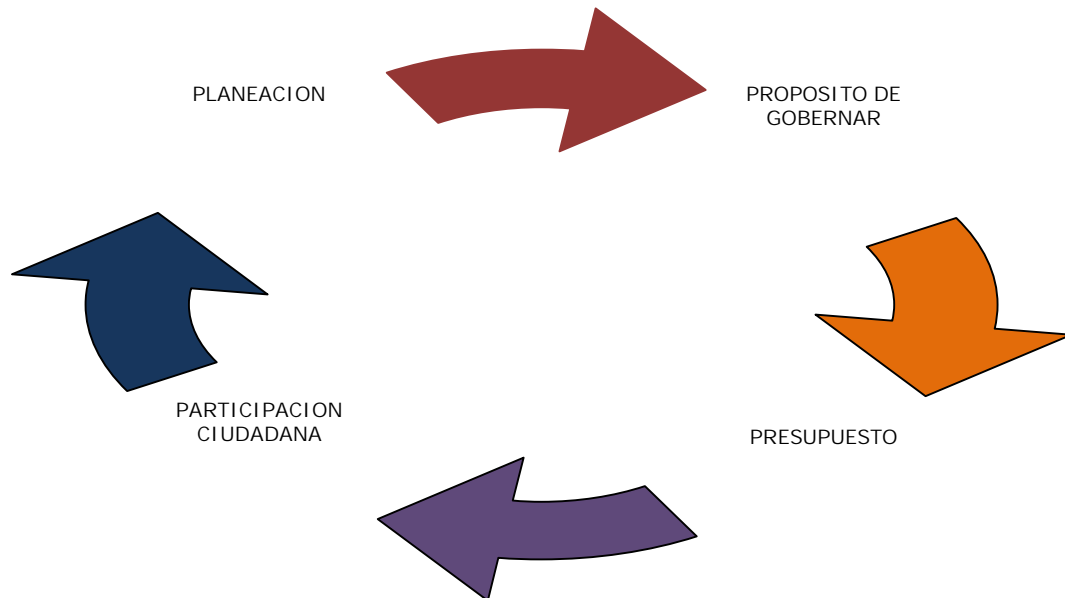 PLANEACION
PROPOSITO DE
GOBERNAR
PARTICIPACION
CIUDADANA
PRESUPUESTO